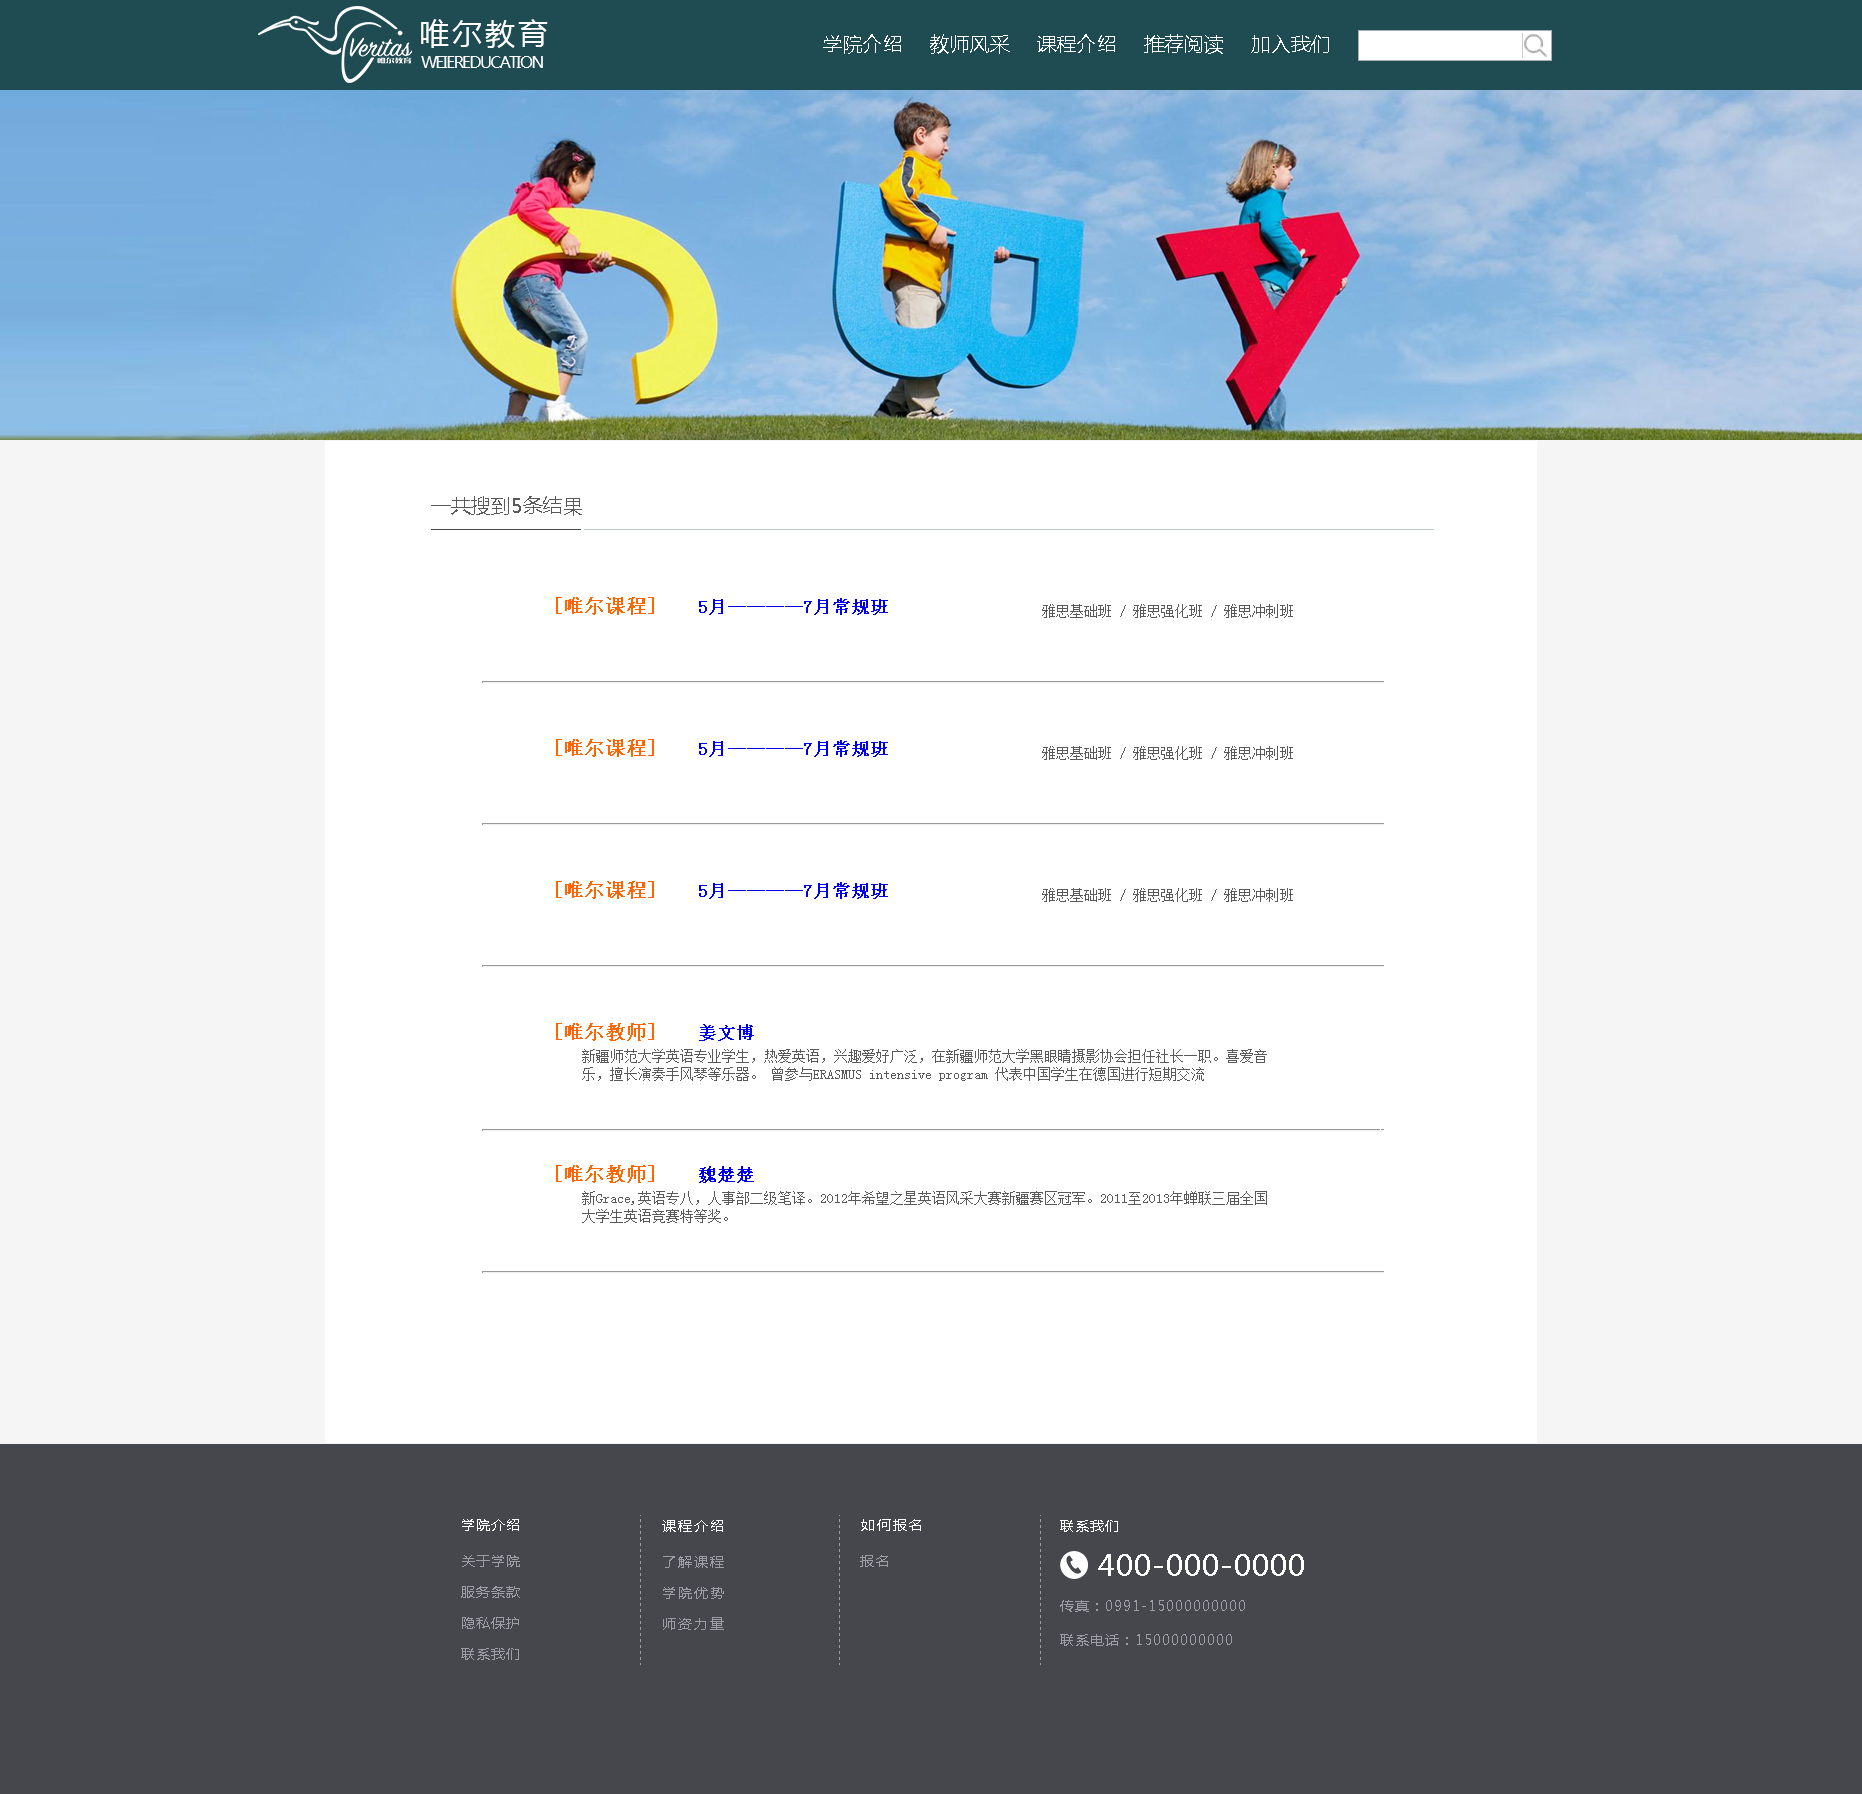 Veritas
唯尔教育
唯尔教育
WEIEREDUCATION
学院介绍 教师风采 课程介绍 推荐阅读 加入我们
一共搜到5条结果
[唯尔课程] 5月————7月常规班 雅思基础班 / 雅思强化班 / 雅思冲刺班
[唯尔课程] 5月————7月常规班 雅思基础班 / 雅思强化班 / 雅思冲刺班
[唯尔课程] 5月————7月常规班 雅思基础班 / 雅思强化班 / 雅思冲刺班
[唯尔教师] 姜文博
新疆师范大学英语专业学生，热爱英语，兴趣爱好广泛，在新疆师范大学黑眼睛摄影协会担任社长一职。喜爱音
乐，擅长演奏手风琴等乐器。 曾参与ERASMUS intensive program 代表中国学生在德国进行短期交流
[唯尔教师] 魏楚楚
新Grace,英语专八，人事部二级笔译。2012年希望之星英语风采大赛新疆赛区冠军。2011至2013年蝉联三届全国
大学生英语竞赛特等奖。
学院介绍
关于学院
服务条款
隐私保护
联系我们
课程介绍
了解课程
学院优势
师资力量
如何报名
报名
联系我们
400-000-0000
传真：0991-15000000000
联系电话：15000000000